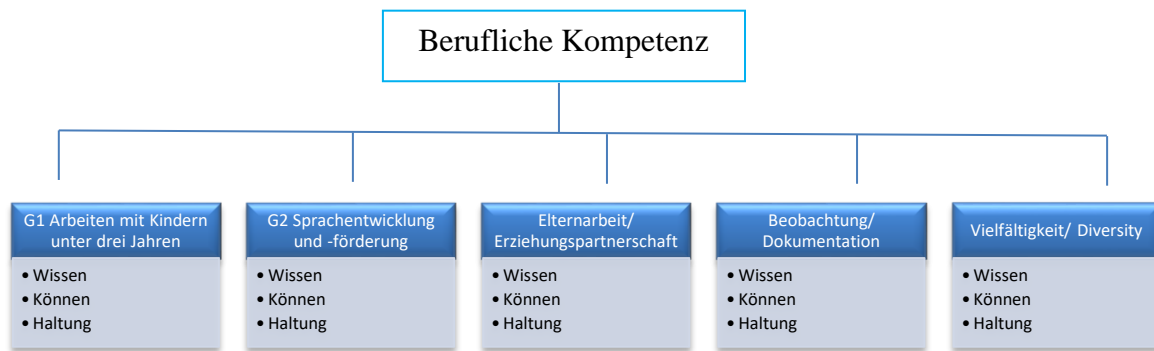 Berufliche Kompetenz
G1 Arbeiten mit Kindern
unter drei Jahren
• Wissen
• Können
• Haltung
G2 Sprachentwicklung
und -förderung
• Wissen
• Können
• Haltung
Elternarbeit/
Erziehungspartnerschaft
• Wissen
• Können
• Haltung
Beobachtung/
Dokumentation
• Wissen
• Können
• Haltung
Vielfältigkeit/ Diversity
• Wissen
• Können
• Haltung